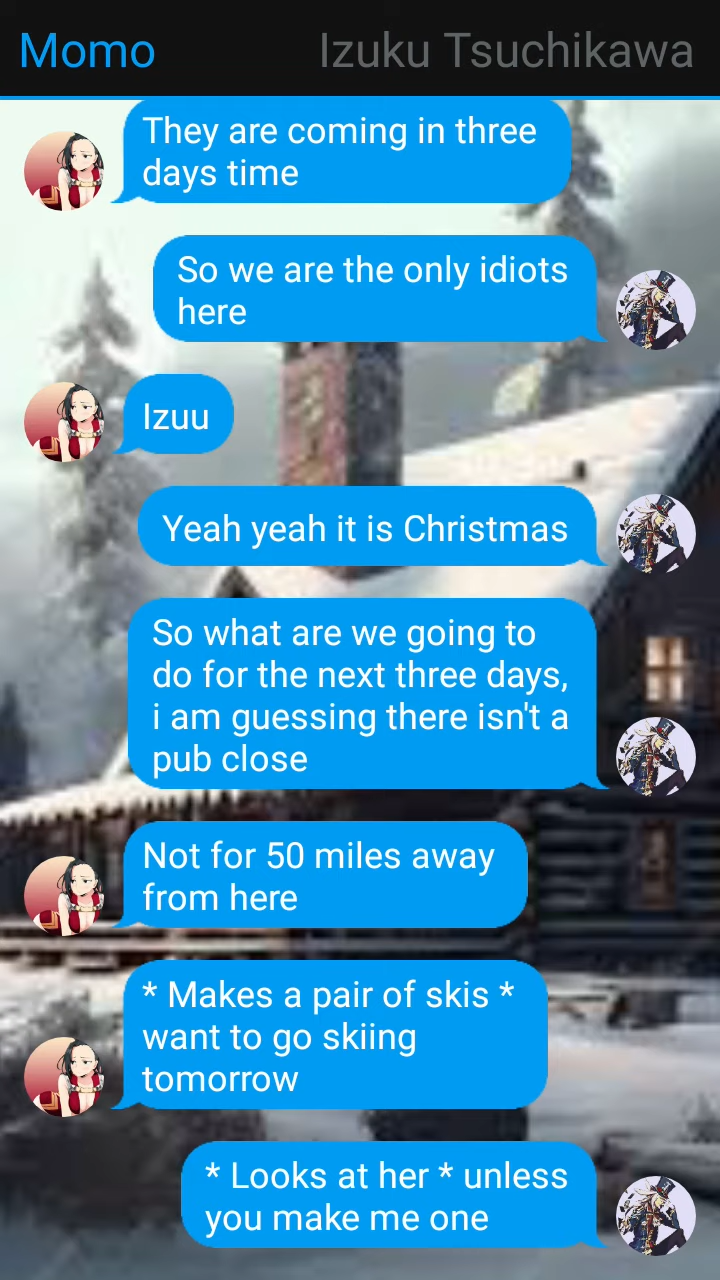 Momo
Izuku Tsuchikawa
They are coming in three
days time
So we are the only idiots
here
Izuu
Yeah yeah it is Christmas
So what are we going to
do for the next three days,
i am guessing there isn't a
pub close
Not for 50 miles away
from here
* Makes a pair of skis *
want to go skiing
tomorrow
* Looks at her * unless
you make me one